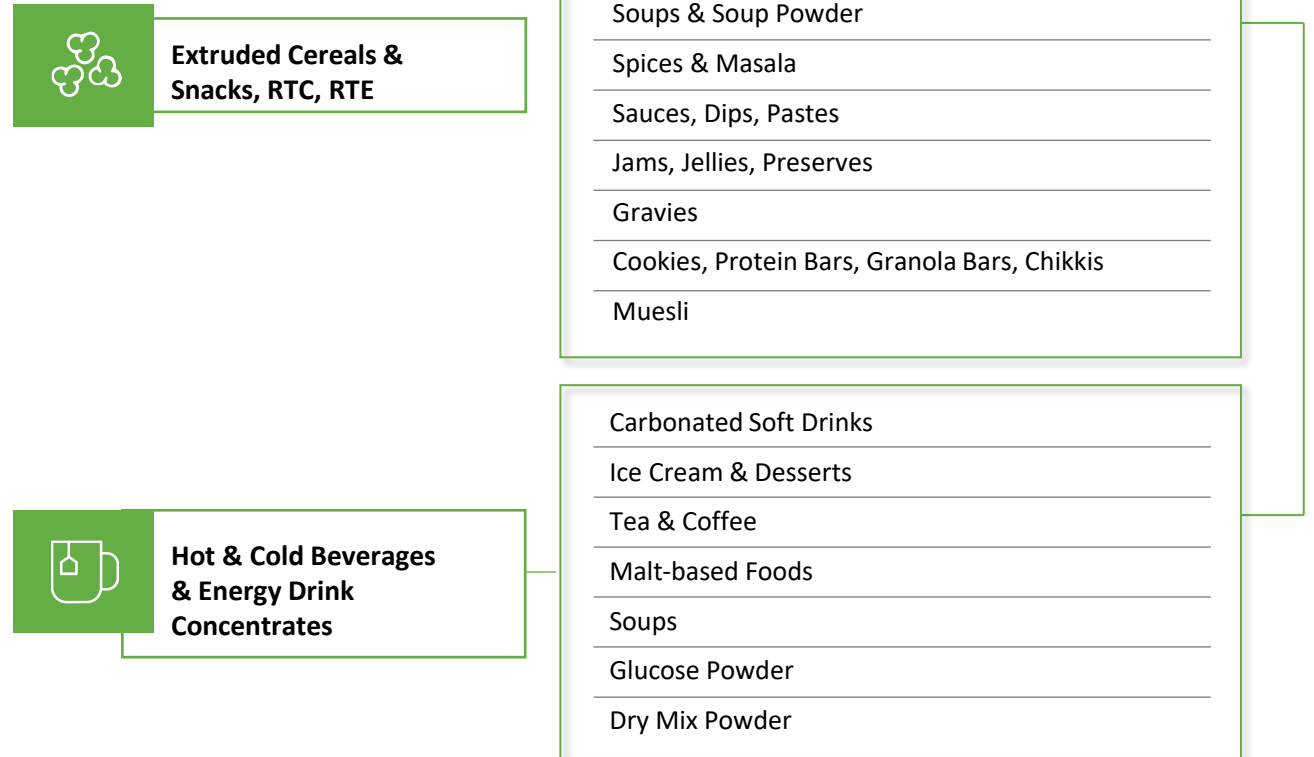 Extruded Cereals &
Snacks, RTC, RTE
Soups & Soup Powder
Spices & Masala
Sauces, Dips, Pastes
Jams, Jellies, Preserves
Gravies
Cookies, Protein Bars, Granola Bars, Chikkis
Muesli
Hot & Cold Beverages
& Energy Drink
Concentrates
Carbonated Soft Drinks
Ice Cream & Desserts
Tea & Coffee
Malt-based Foods
Soups
Glucose Powder
Dry Mix Powder